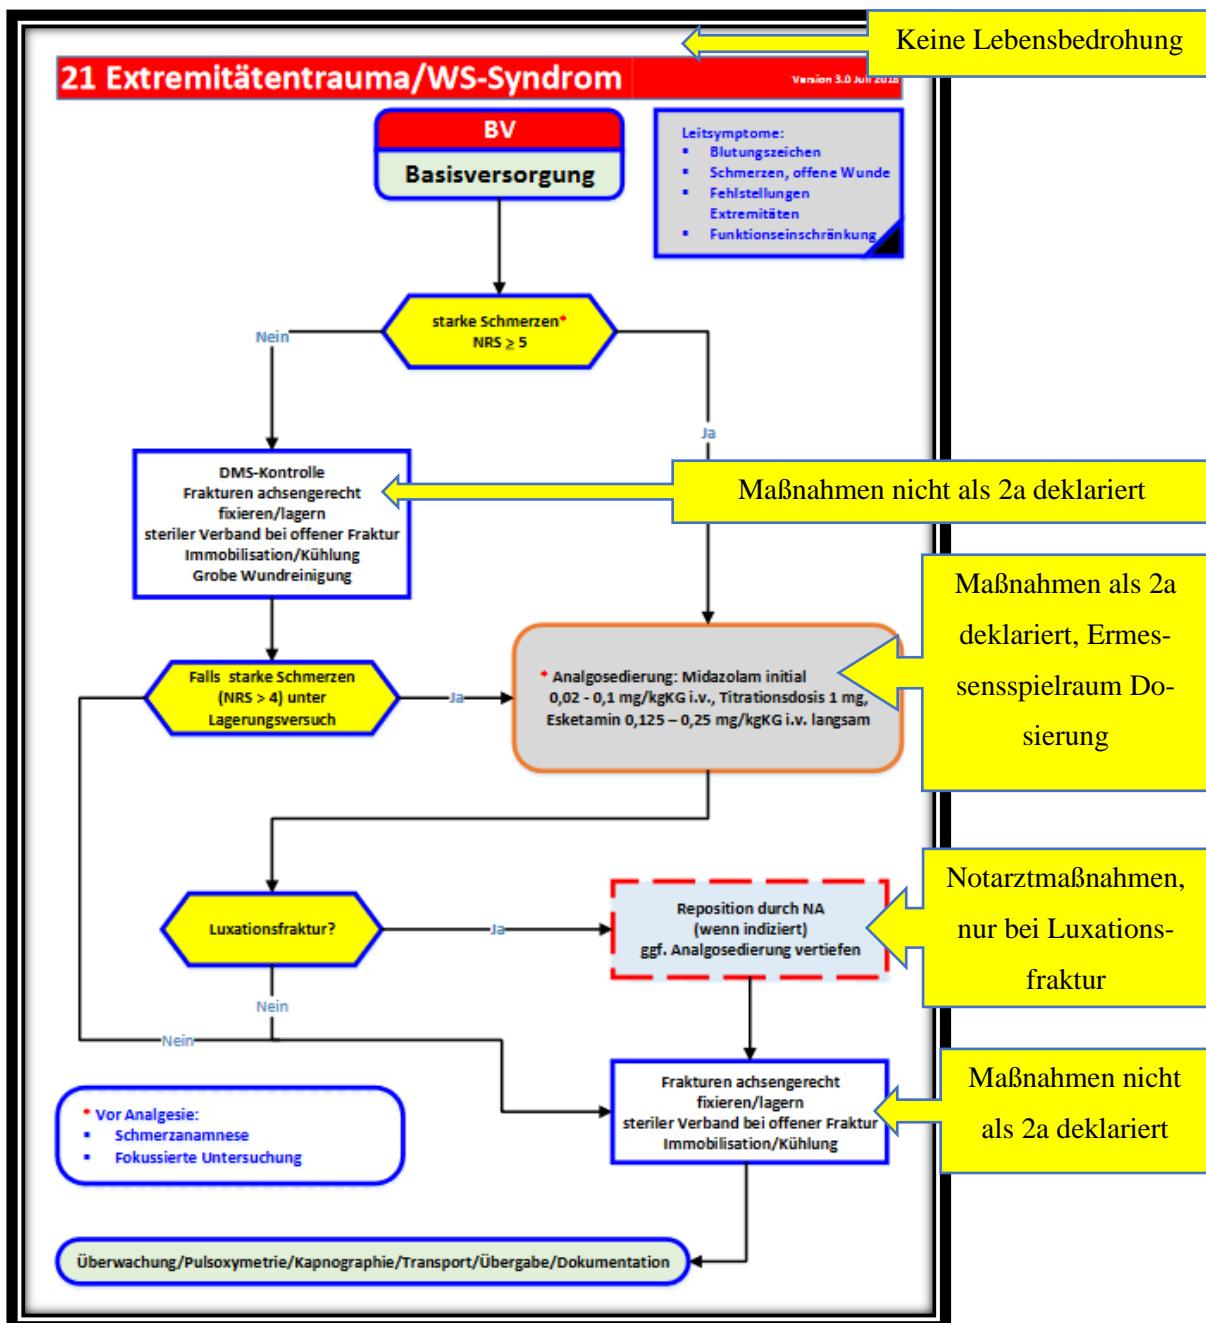 Keine Lebensbedrohung
21 Extremitätentrauma/WS-Syndrom
Version 3.0 Juli 2018
BV
Basisversorgung
Leitsymptome:
▪ Blutungszeichen
▪ Schmerzen, offene Wunde
▪ Fehlstellungen
Extremitäten
▪ Funktionseinschränkung
starke Schmerzen*
NRS ≥ 5
Nein
Ja
DMS-Kontrolle
Frakturen achsengerecht
fixieren/lagern
steriler Verband bei offener Fraktur
Immobilisation/Kühlung
Grobe Wundreinigung
Maßnahmen nicht als 2a deklariert
Maßnahmen als 2a
deklariert, Ermes-
sensspielraum Do-
sierung
Falls starke Schmerzen
(NRS > 4) unter
Lagerungsversuch
Ja
* Analgosedierung: Midazolam initial
0,02 - 0,1 mg/kgKG i.v., Titrationsdosis 1 mg,
Esketamin 0,125 – 0,25 mg/kgKG i.v. langsam
Luxationsfraktur?
Ja
Reposition durch NA
(wenn indiziert)
ggf. Analgosedierung vertiefen
Notarztmaßnahmen,
nur bei Luxations-
fraktur
Nein
Nein
Frakturen achsengerecht
fixieren/lagern
steriler Verband bei offener Fraktur
Immobilisation/Kühlung
Maßnahmen nicht
als 2a deklariert
* Vor Analgesie:
▪ Schmerzanamnese
▪ Fokussierte Untersuchung
Überwachung/Pulsoxymetrie/Kapnographie/Transport/Übergabe/Dokumentation